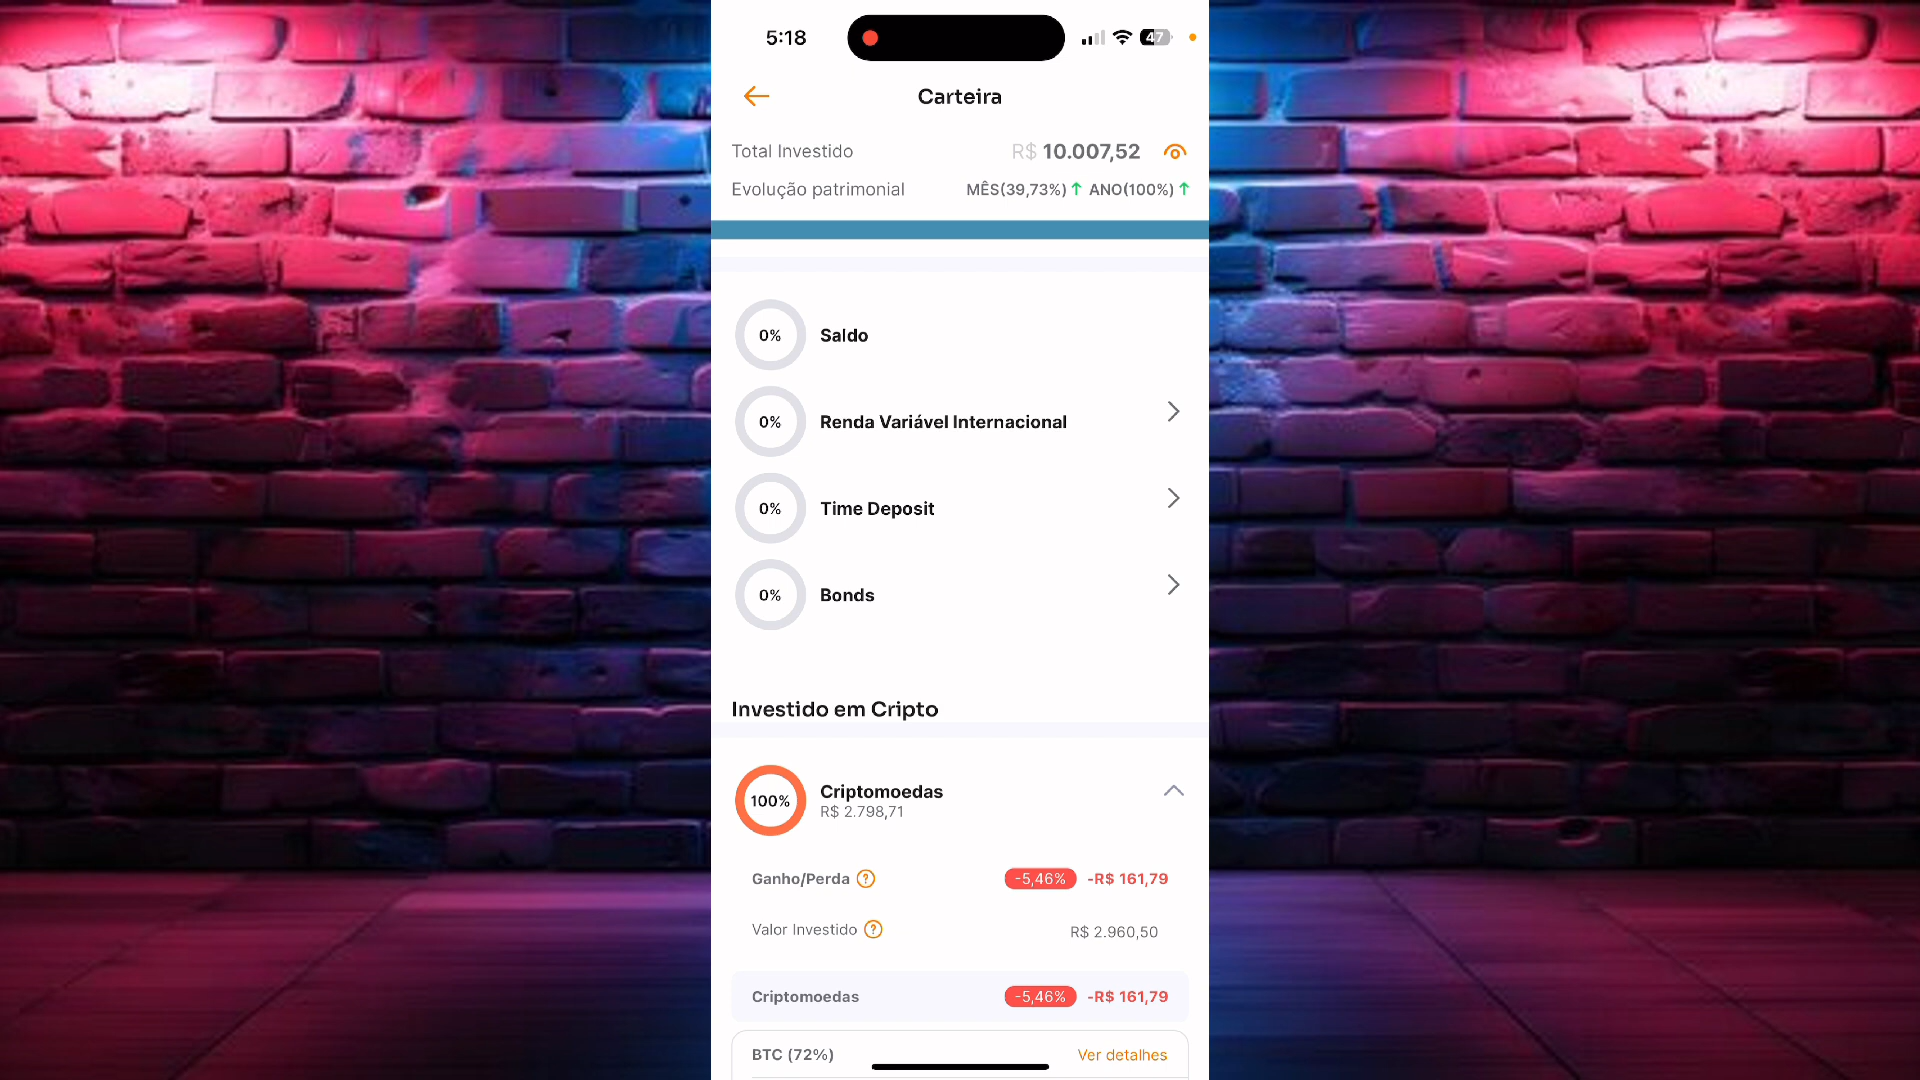 5:18
47
Carteira
Total Investido R$ 10.007,52
Evolução patrimonial MÊS(39,73%) ANO(100%)
0% Saldo
0% Renda Variável Internacional
0% Time Deposit
0% Bonds
Investido em Cripto
100% Criptomoedas
R$ 2.798,71
Ganho/Perda ? -5,46% -R$ 161,79
Valor Investido ? R$ 2.960,50
Criptomoedas -5,46% -R$ 161,79
BTC (72%) Ver detalhes